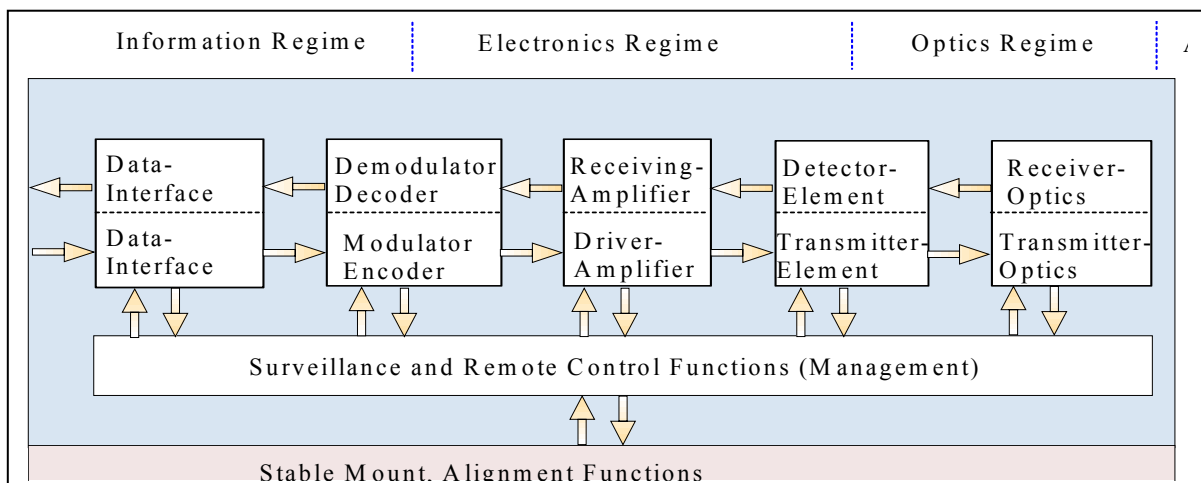 Information Regime
Electronics Regime
Optics Regime
Data-
Interface
Data-
Interface
Demodulator
Decoder
Modulator
Encoder
Receiving-
Amplifier
Driver-
Amplifier
Detector-
Element
Transmitter-
Element
Receiver-
Optics
Transmitter-
Optics
Surveillance and Remote Control Functions (Management)
Stable Mount, Alignment Functions